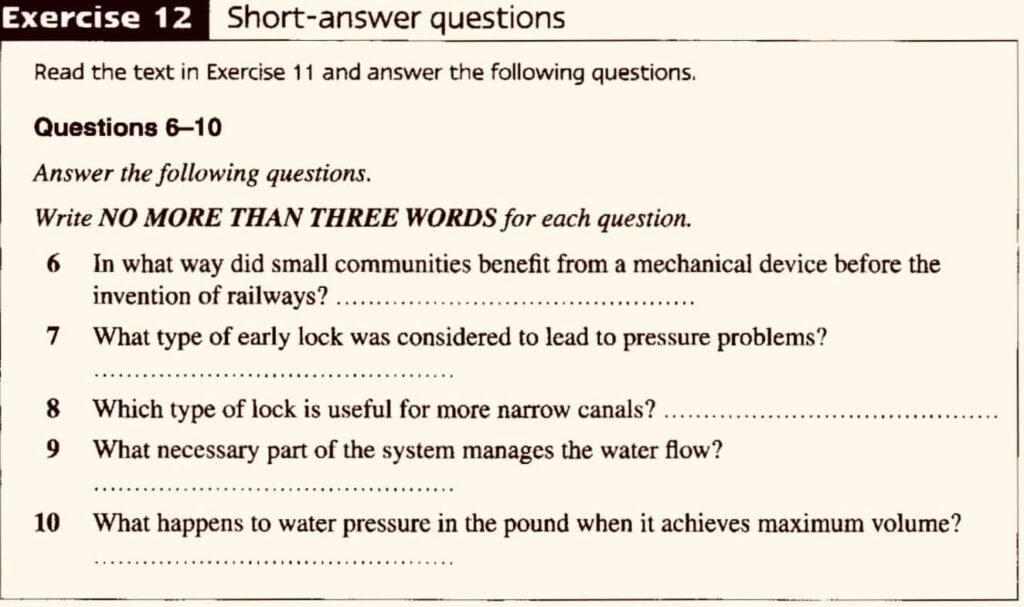 Exercise 12 Short-answer questions
Read the text in Exercise 11 and answer the following questions.
Questions 6–10
Answer the following questions.
Write NO MORE THAN THREE WORDS for each question.
6 In what way did small communities benefit from a mechanical device before the
invention of railways? ............................................
7 What type of early lock was considered to lead to pressure problems?
............................................
8 Which type of lock is useful for more narrow canals? .........................................
9 What necessary part of the system manages the water flow?
............................................
10 What happens to water pressure in the pound when it achieves maximum volume?
............................................